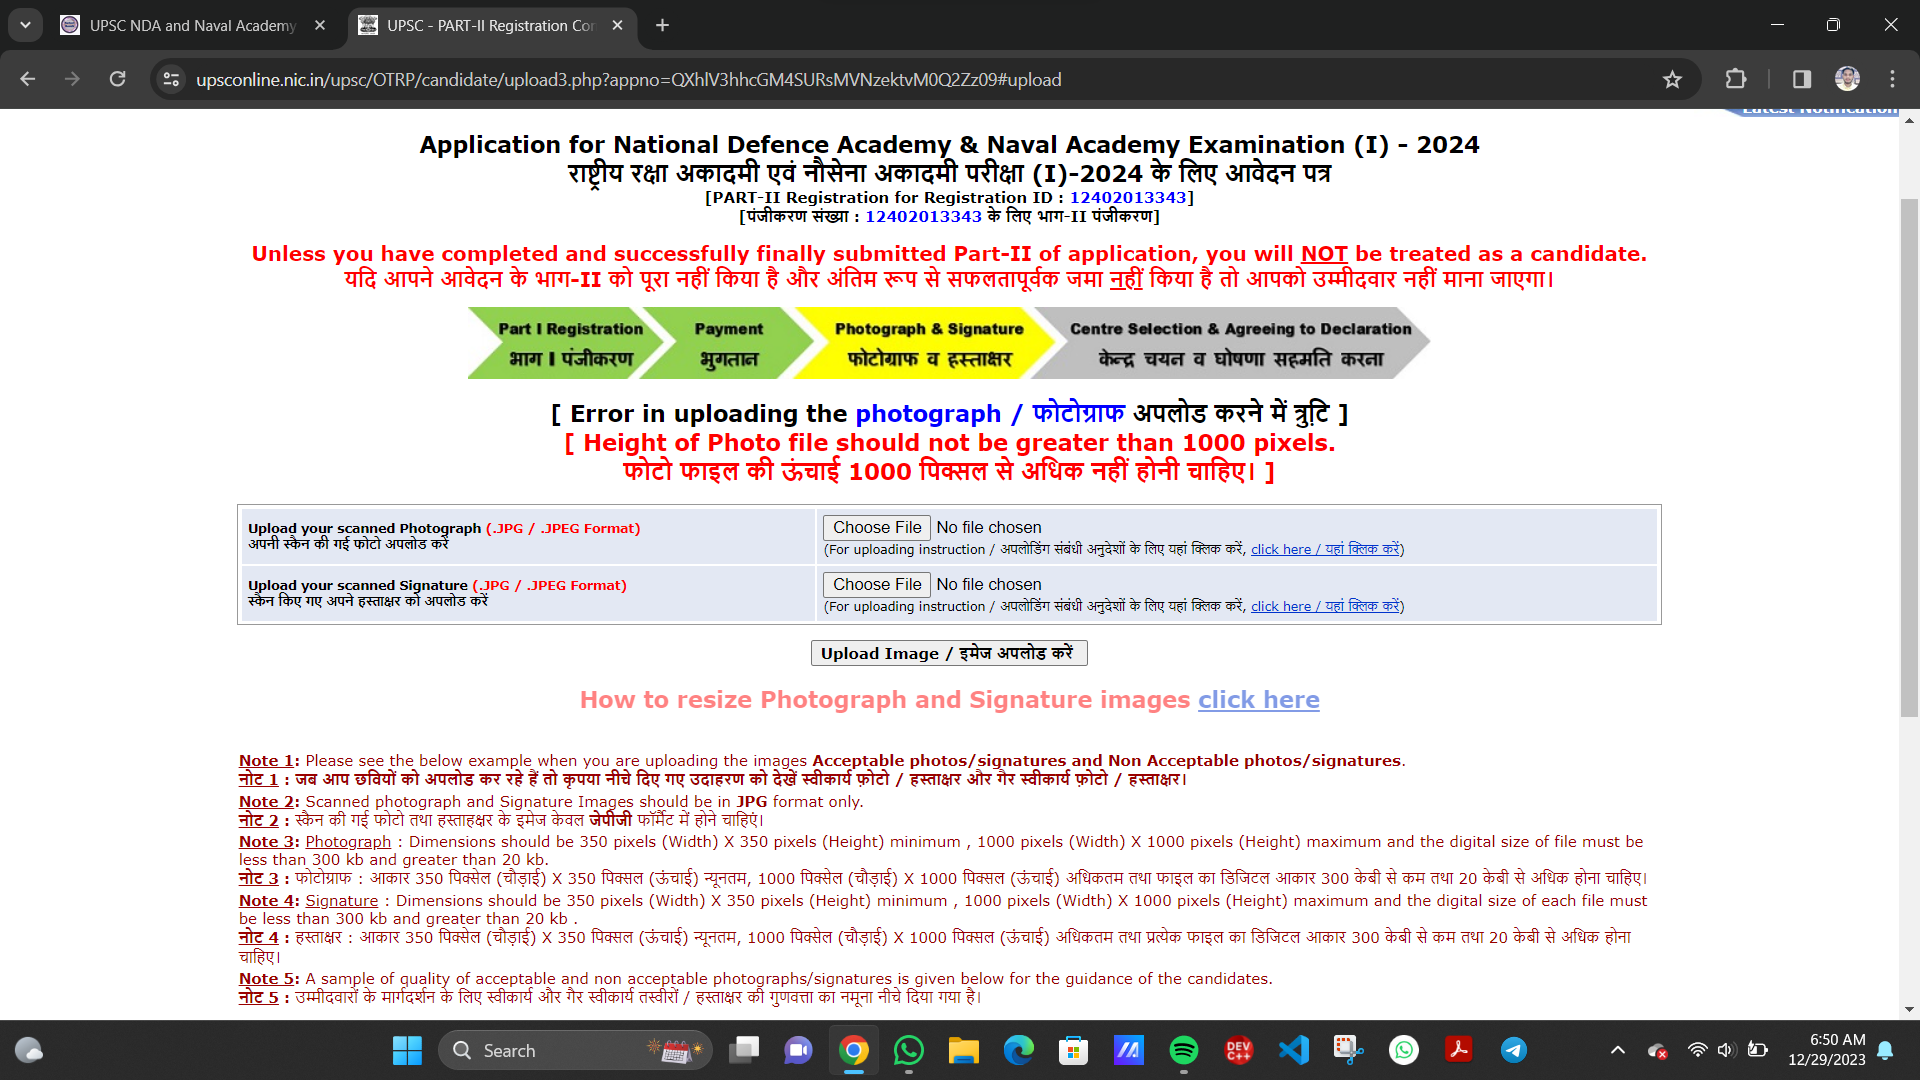 UPSC NDA and Naval Academy
UPSC - PART-II Registration Con
upsconline.nic.in/upsc/OTRP/candidate/upload3.php?appno=QXhlV3hhcGM4SURsMVNzektvM0Q2Zz09#upload
Latest Notification
Application for National Defence Academy & Naval Academy Examination (I) - 2024
राष्ट्रीय रक्षा अकादमी एवं नौसेना अकादमी परीक्षा (I)-2024 के लिए आवेदन पत्र
[PART-II Registration for Registration ID : 12402013343]
[पंजीकरण संख्या : 12402013343 के लिए भाग-II पंजीकरण]
Unless you have completed and successfully finally submitted Part-II of application, you will NOT be treated as a candidate.
यदि आपने आवेदन के भाग-II को पूरा नहीं किया है और अंतिम रूप से सफलतापूर्वक जमा नहीं किया है तो आपको उम्मीदवार नहीं माना जाएगा।
Part I Registration Payment Photograph & Signature Centre Selection & Agreeing to Declaration
भाग I पंजीकरण भुगतान फोटोग्राफ व हस्ताक्षर केन्द्र चयन व घोषणा सहमति करना
[ Error in uploading the photograph / फोटोग्राफ अपलोड करने में त्रुटि ]
[ Height of Photo file should not be greater than 1000 pixels.
फोटो फाइल की ऊंचाई 1000 पिक्सल से अधिक नहीं होनी चाहिए। ]
Upload your scanned Photograph (.JPG / .JPEG Format)
अपनी स्कैन की गई फोटो अपलोड करें
Choose File No file chosen
(For uploading instruction / अपलोडिंग संबंधी अनुदेशों के लिए यहां क्लिक करें, click here / यहां क्लिक करें)
Upload your scanned Signature (.JPG / .JPEG Format)
स्कैन किए गए अपने हस्ताक्षर को अपलोड करें
Choose File No file chosen
(For uploading instruction / अपलोडिंग संबंधी अनुदेशों के लिए यहां क्लिक करें, click here / यहां क्लिक करें)
Upload Image / इमेज अपलोड करें
How to resize Photograph and Signature images click here
Note 1: Please see the below example when you are uploading the images Acceptable photos/signatures and Non Acceptable photos/signatures.
नोट 1 : जब आप छवियों को अपलोड कर रहे हैं तो कृपया नीचे दिए गए उदाहरण को देखें स्वीकार्य फ़ोटो / हस्ताक्षर और गैर स्वीकार्य फ़ोटो / हस्ताक्षर।
Note 2: Scanned photograph and Signature Images should be in JPG format only.
नोट 2 : स्कैन की गई फोटो तथा हस्ताहक्षर के इमेज केवल जेपीजी फॉर्मेट में होने चाहिएं।
Note 3: Photograph : Dimensions should be 350 pixels (Width) X 350 pixels (Height) minimum , 1000 pixels (Width) X 1000 pixels (Height) maximum and the digital size of file must be
less than 300 kb and greater than 20 kb.
नोट 3 : फोटोग्राफ : आकार 350 पिक्सेल (चौड़ाई) X 350 पिक्सल (ऊंचाई) न्यूनतम, 1000 पिक्सेल (चौड़ाई) X 1000 पिक्सल (ऊंचाई) अधिकतम तथा फाइल का डिजिटल आकार 300 केबी से कम तथा 20 केबी से अधिक होना चाहिए।
Note 4: Signature : Dimensions should be 350 pixels (Width) X 350 pixels (Height) minimum , 1000 pixels (Width) X 1000 pixels (Height) maximum and the digital size of each file must
be less than 300 kb and greater than 20 kb .
नोट 4 : हस्ताक्षर : आकार 350 पिक्सेल (चौड़ाई) X 350 पिक्सल (ऊंचाई) न्यूनतम, 1000 पिक्सेल (चौड़ाई) X 1000 पिक्सल (ऊंचाई) अधिकतम तथा प्रत्येक फाइल का डिजिटल आकार 300 केबी से कम तथा 20 केबी से अधिक होना
चाहिए।
Note 5: A sample of quality of acceptable and non acceptable photographs/signatures is given below for the guidance of the candidates.
नोट 5 : उम्मीदवारों के मार्गदर्शन के लिए स्वीकार्य और गैर स्वीकार्य तस्वीरों / हस्ताक्षर की गुणवत्ता का नमूना नीचे दिया गया है।
Search
DEV
C++
6:50 AM
12/29/2023